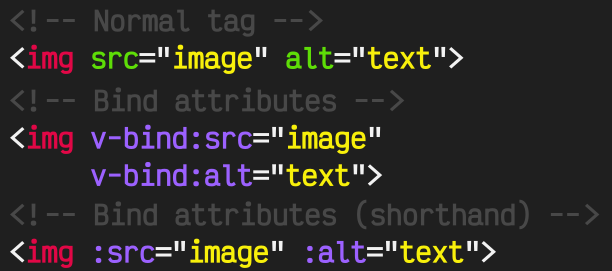 <!-- Normal tag -->
<img src="image" alt="text">
<!-- Bind attributes -->
<img v-bind:src="image"
     v-bind:alt="text">
<!-- Bind attributes (shorthand) -->
<img :src="image" :alt="text">